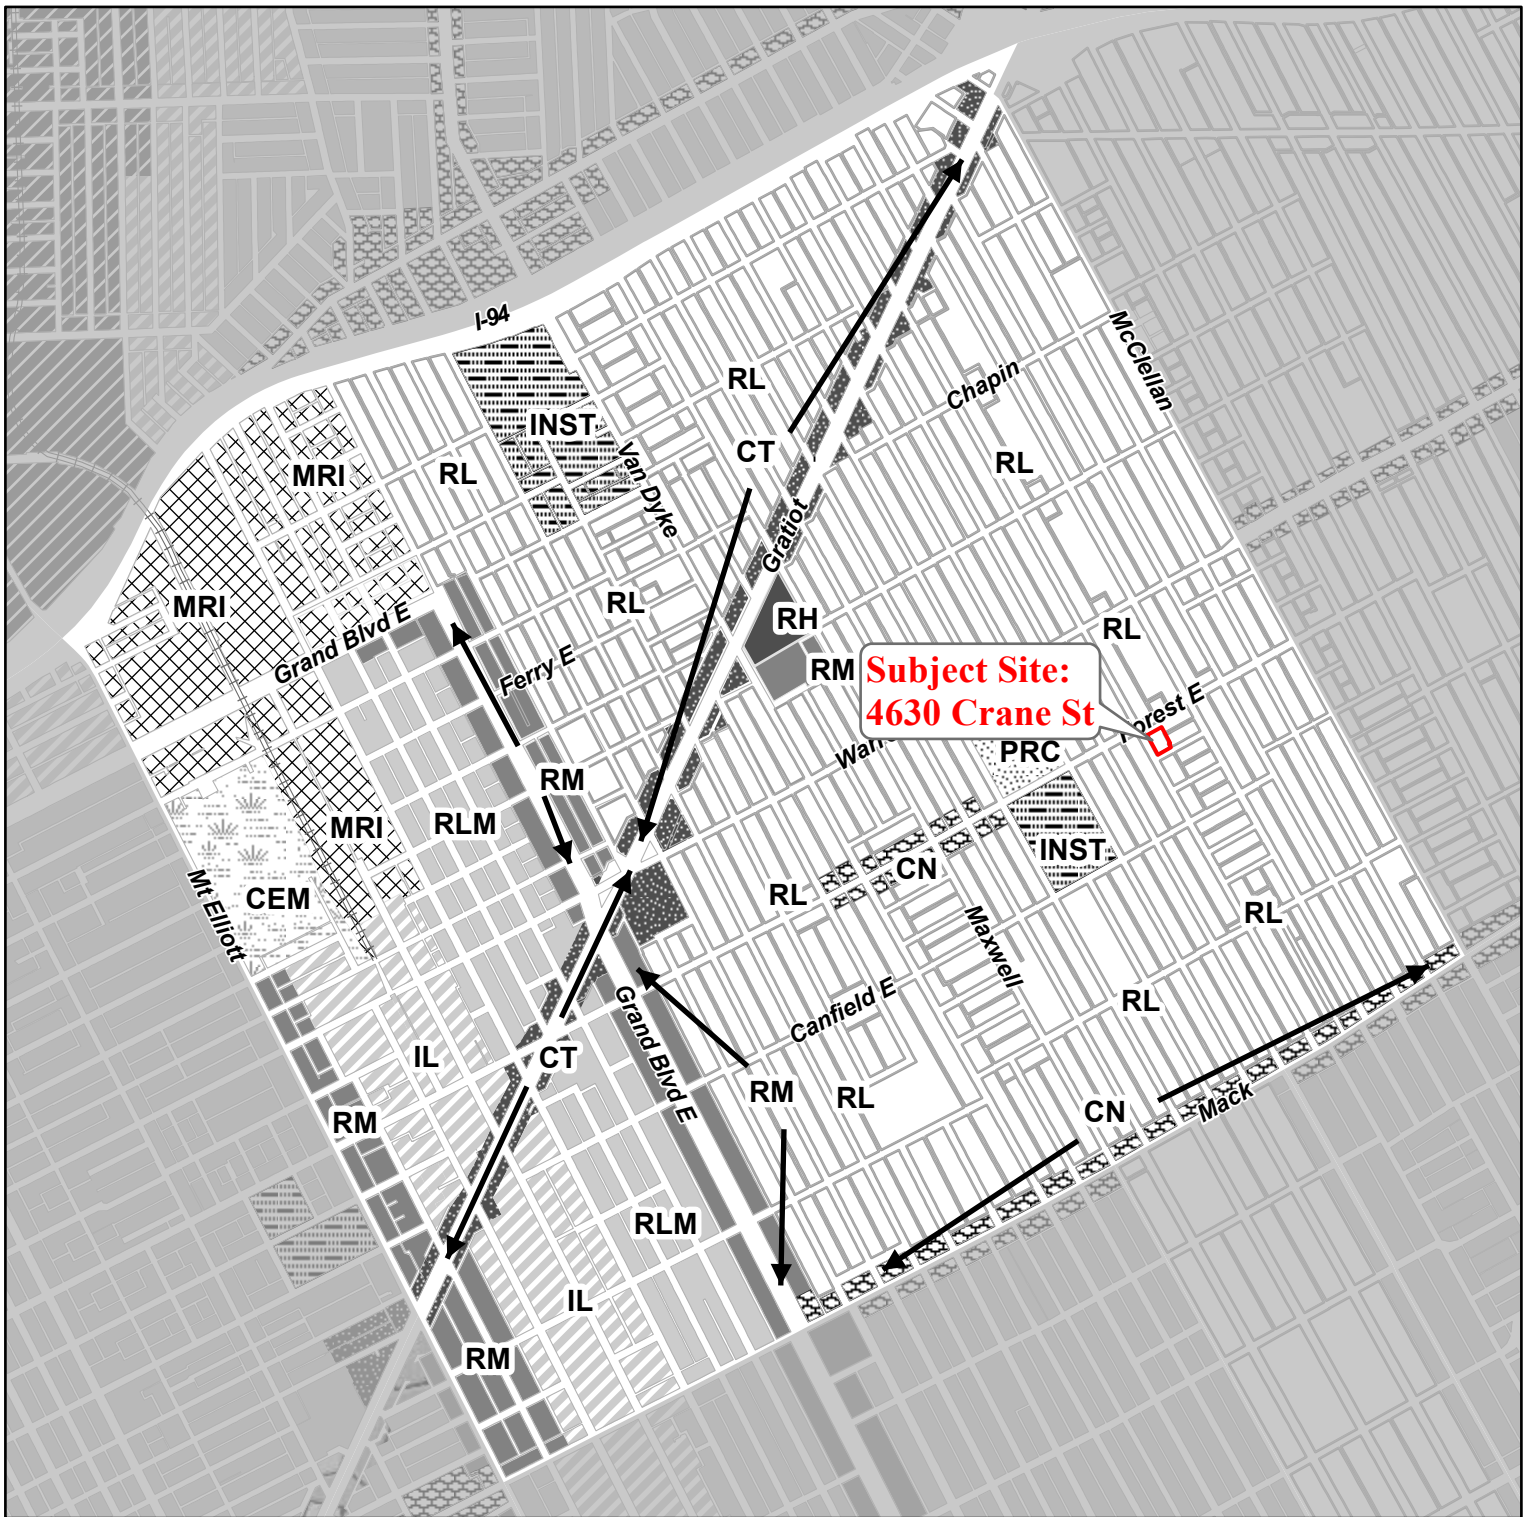 I-94
McClellan
RL
Chapin
INST
CT
RL
MRI
RL
Van Dyke
Gratiot
MRI
RL
RH
Grand Blvd E
RL
Ferry E
RM
Subject Site:
4630 Crane St
PRC
RM
MRI
RLM
INST
CN
RL
CEM
Mt Elliott
RL
Maxwell
RL
Canfield E
Grand Blvd E
IL
CT
RM
RL
CN
Mack
RM
RLM
IL
RM